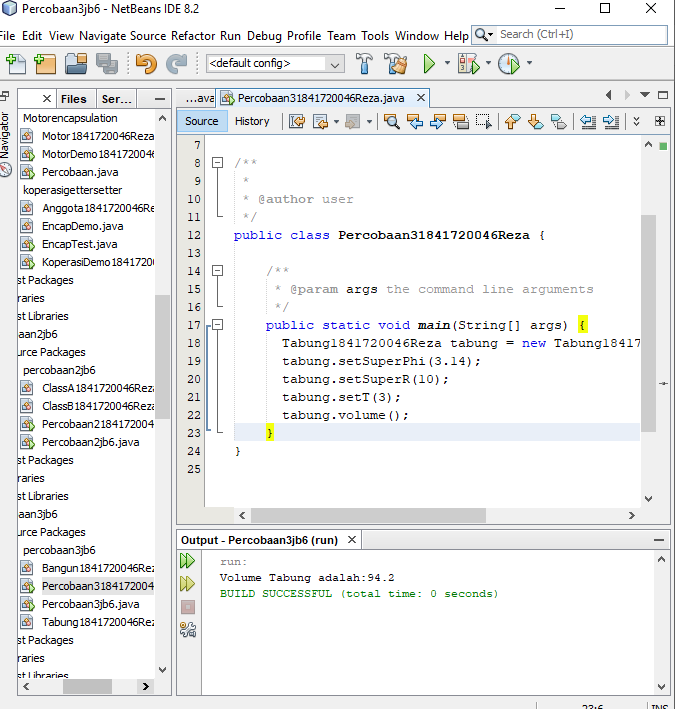 Percobaan3jb6 - NetBeans IDE 8.2
File Edit View Navigate Source Refactor Run Debug Profile Team Tools Window Help
Search (Ctrl+I)
<default config>
Files Ser...
...ava Percobaan31841720046Reza.java
Navigator
Source History
Motorencapsulation
Motor1841720046Reza
MotorDemo1841720046
Percobaan.java
koperasigettersetter
Anggota1841720046Re
EncapDemo.java
EncapTest.java
KoperasiDemo18417200
st Packages
raries
st Libraries
aan2jb6
urce Packages
percobaan2jb6
ClassA1841720046Reza
ClassB1841720046Reza
Percobaan2184172004
Percobaan2jb6.java
st Packages
raries
st Libraries
aan3jb6
urce Packages
percobaan3jb6
Bangun1841720046Rez
Percobaan3184172004
Percobaan3jb6.java
Tabung1841720046Reza
st Packages
raries
st Libraries
7
8 /**
9 *
10 * @author user
11 */
12 public class Percobaan31841720046Reza {
13
14 /**
15 * @param args the command line arguments
16 */
17 public static void main(String[] args) {
18 Tabung1841720046Reza tabung = new Tabung18417
19 tabung.setSuperPhi(3.14);
20 tabung.setSuperR(10);
21 tabung.setT(3);
22 tabung.volume();
23 }
24 }
25
Output - Percobaan3jb6 (run)
run:
Volume Tabung adalah:94.2
BUILD SUCCESSFUL (total time: 0 seconds)
23:6 INS